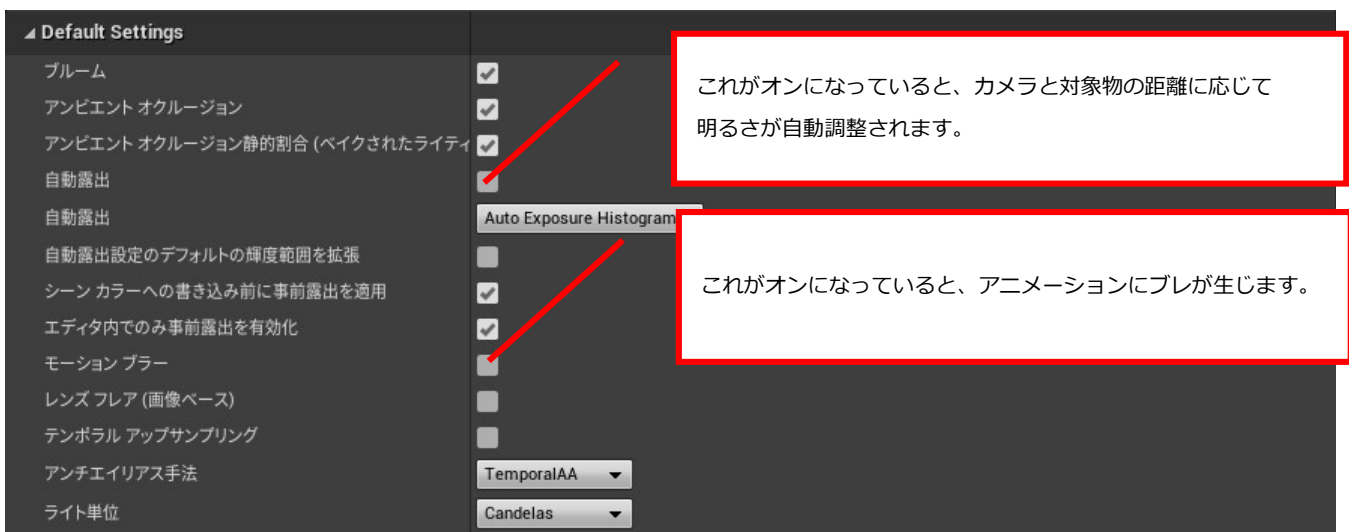 Default Settings
ブルーム
アンビエント オクルージョン
アンビエント オクルージョン静的割合 (ベイクされたライティ
自動露出
自動露出
Auto Exposure Histogram
自動露出設定のデフォルトの輝度範囲を拡張
シーン カラーへの書き込み前に事前露出を適用
エディタ内でのみ事前露出を有効化
モーション ブラー
レンズ フレア (画像ベース)
テンポラル アップサンプリング
アンチエイリアス手法
TemporalAA
ライト単位
Candelas
これがオンになっていると、カメラと対象物の距離に応じて
明るさが自動調整されます。
これがオンになっていると、アニメーションにブレが生じます。